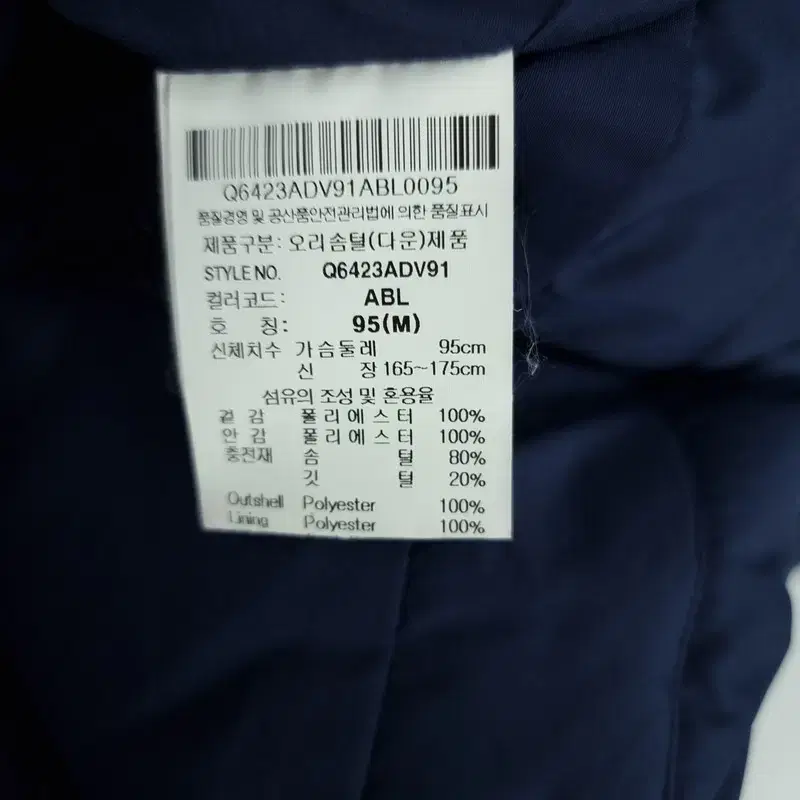 Q6423ADV91ABL0095
품질경영 및 공산품안전관리법에 의한 품질표시
제품구분: 오리솜털(다운)제품
STYLE NO. Q6423ADV91
컬러코드: ABL
호 칭: 95(M)
신체치수 가슴둘레 95cm
신 장 165~175cm
섬유의 조성 및 혼용율
겉 감 폴리에스터 100%
안 감 폴리에스터 100%
충전재 솜 털 80%
깃 털 20%
Outshell Polyester 100%
Lining Polyester 100%